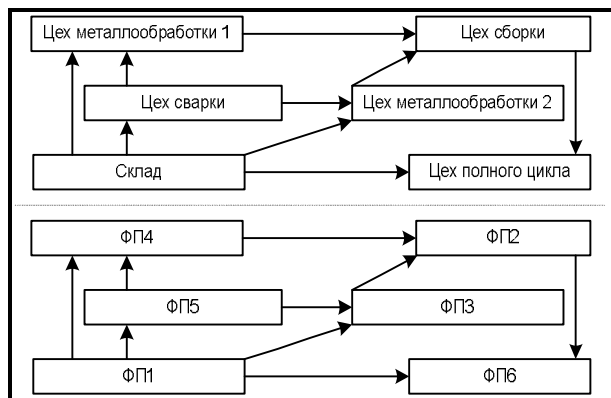 Цех металлообработки 1
Цех сборки
Цех сварки
Цех металлообработки 2
Склад
Цех полного цикла
ФП4
ФП2
ФП5
ФП3
ФП1
ФП6